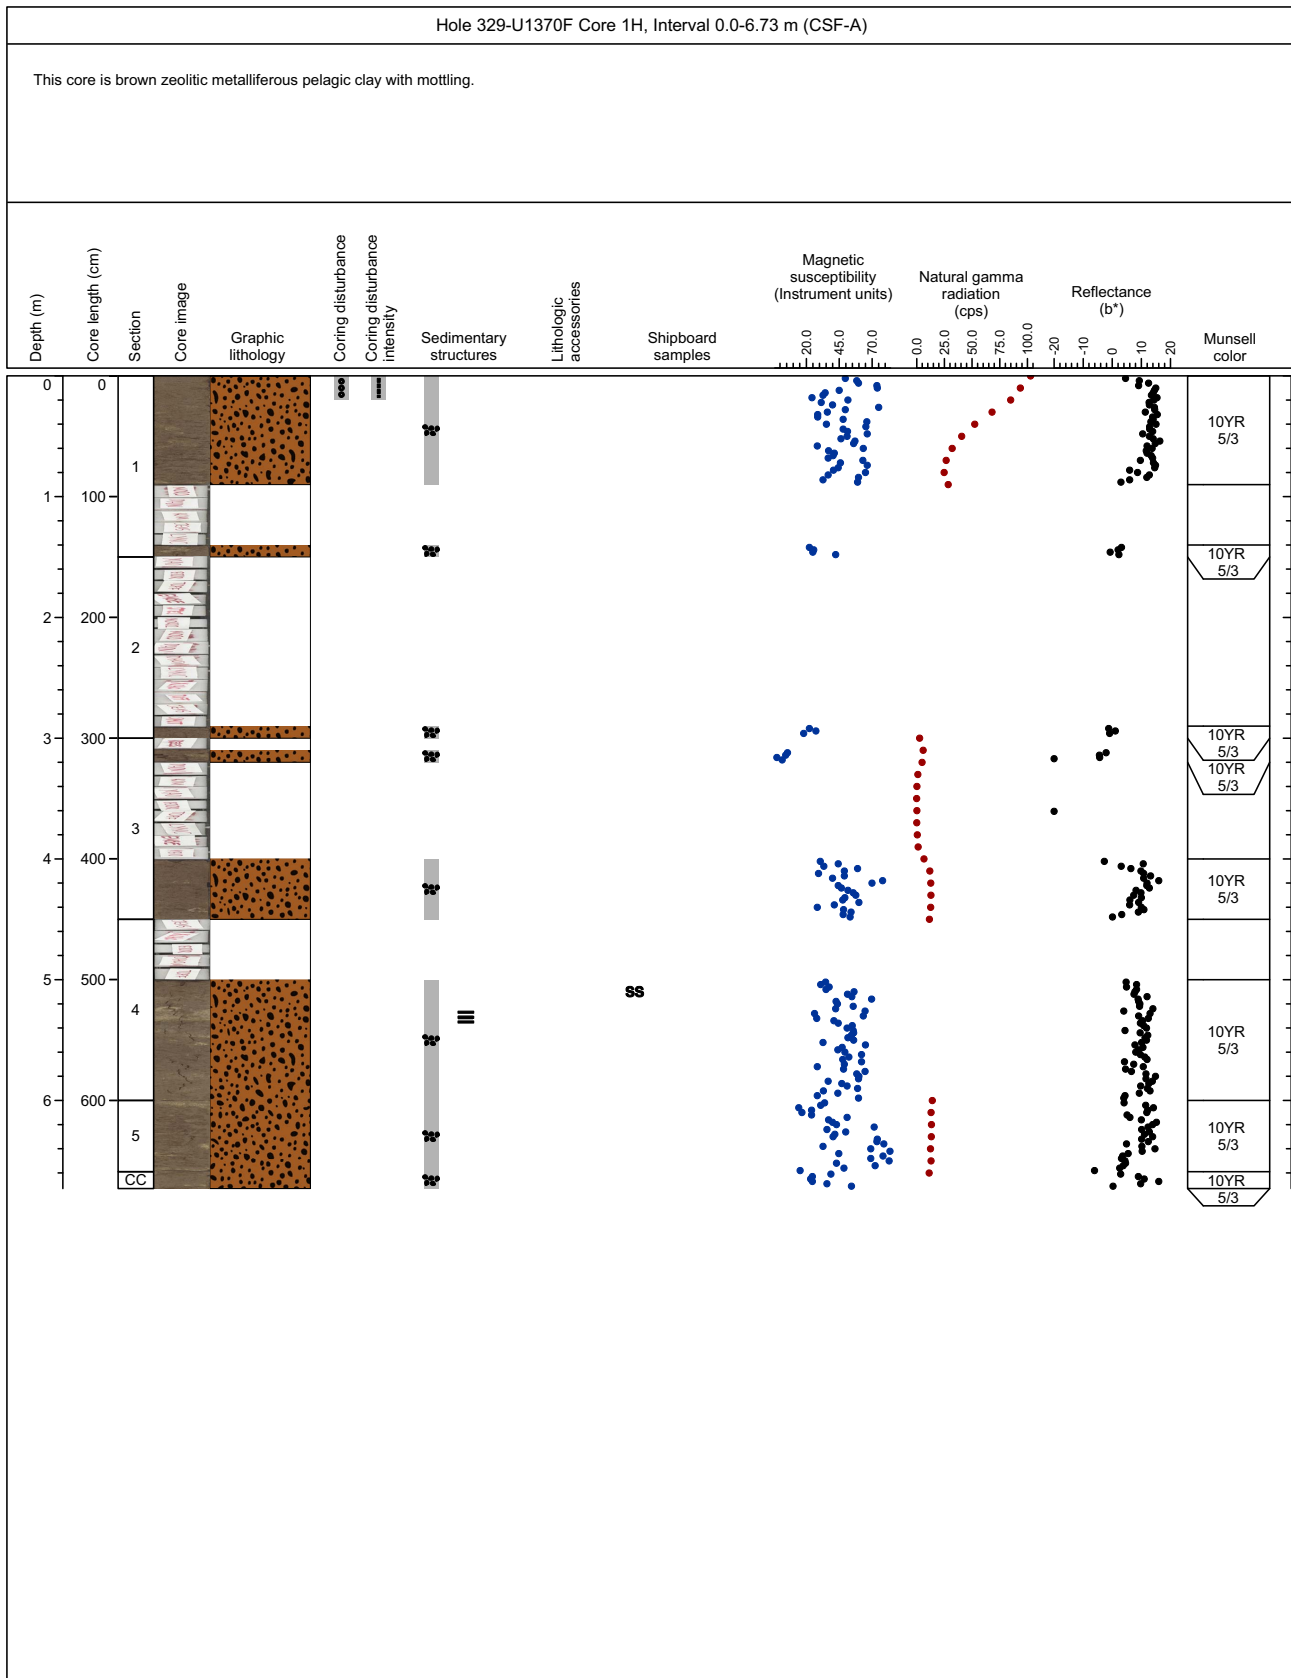 Hole 329-U1370F Core 1H, Interval 0.0-6.73 m (CSF-A)
This core is brown zeolitic metalliferous pelagic clay with mottling.
Depth (m)
Core length (cm)
Section
Core image
Graphic
lithology
Coring disturbance
Coring disturbance
intensity
Sedimentary
structures
Lithologic
accessories
Shipboard
samples
Magnetic
susceptibility
(Instrument units)
20.0 45.0 70.0
Natural gamma
radiation
(cps)
0.0 25.0 50.0 75.0 100.0
Reflectance
(b*)
-20 -10 0 10 20
Munsell
color
0 0
10YR
5/3
1
1 100
10YR
5/3
2 200
2
3 300
10YR
5/3
10YR
5/3
3
4 400
10YR
5/3
5 500
SS
4
10YR
5/3
6 600
5
10YR
5/3
CC
10YR
5/3